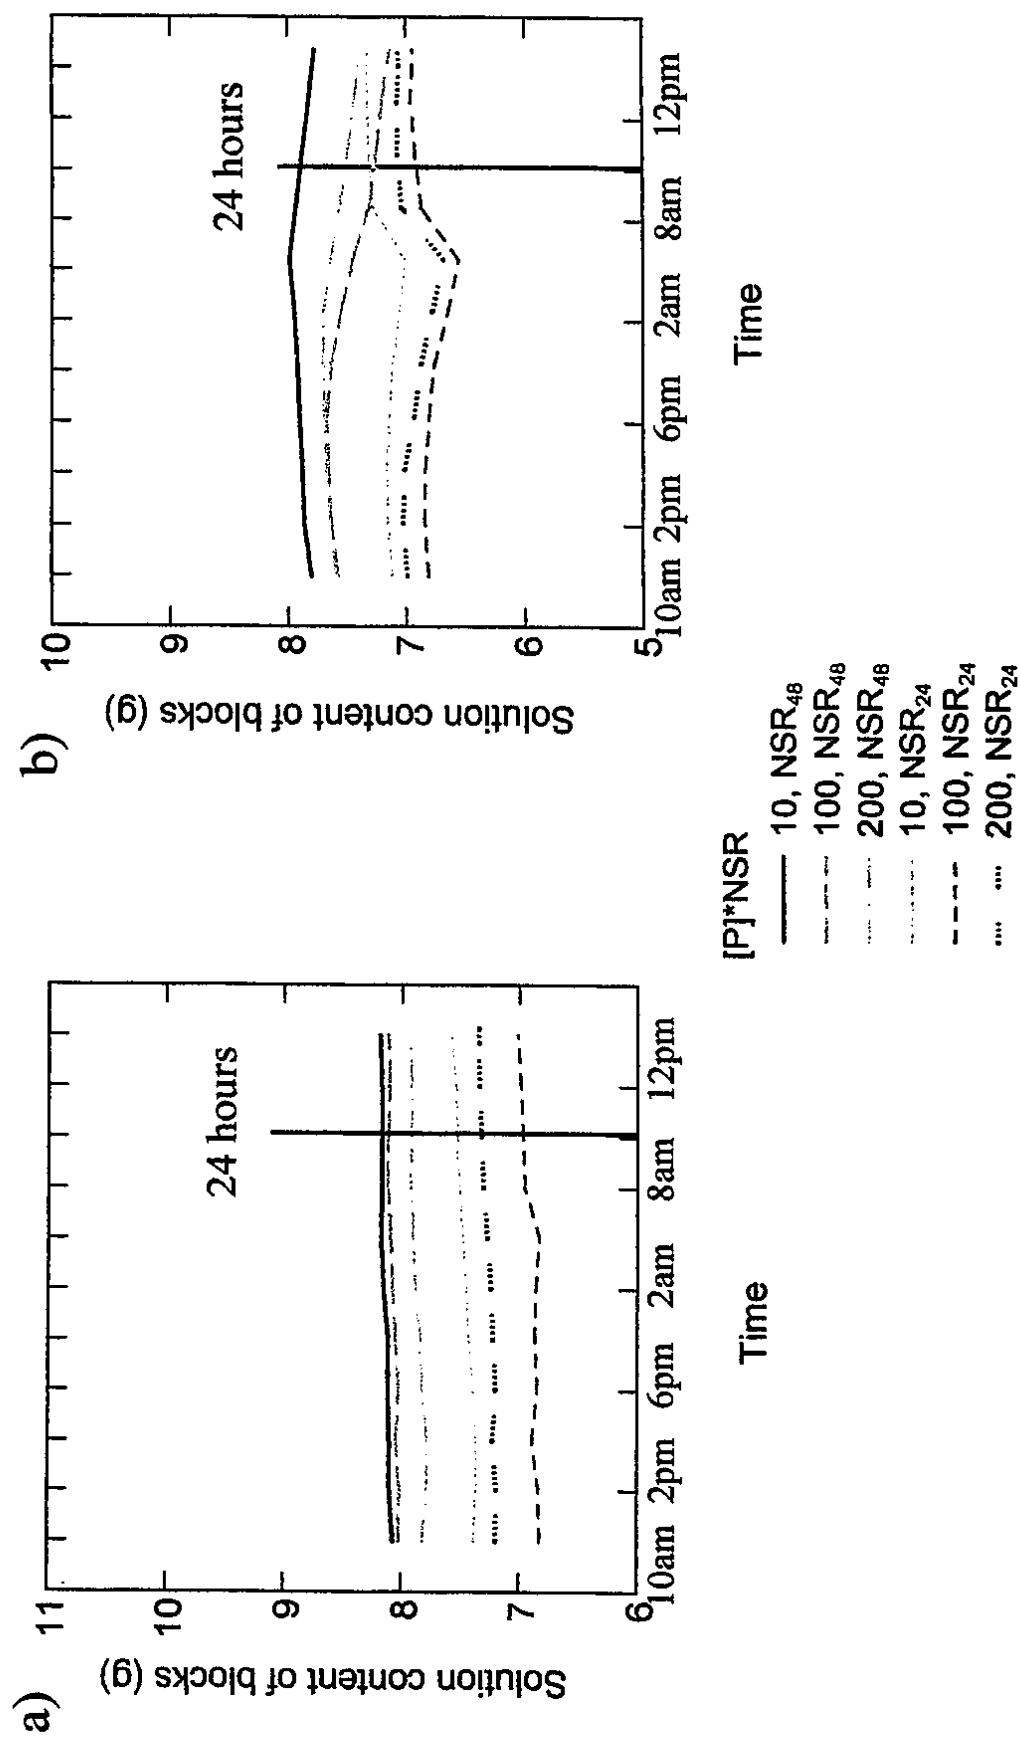 a)
Solution content of blocks (g)
11
10
9
8
7
6
24 hours
10am 2pm 6pm 2am 8am 12pm
Time
b)
Solution content of blocks (g)
10
9
8
7
6
5
24 hours
10am 2pm 6pm 2am 8am 12pm
Time
[P]*NSR
10, NSR48
100, NSR48
200, NSR48
10, NSR24
100, NSR24
200, NSR24